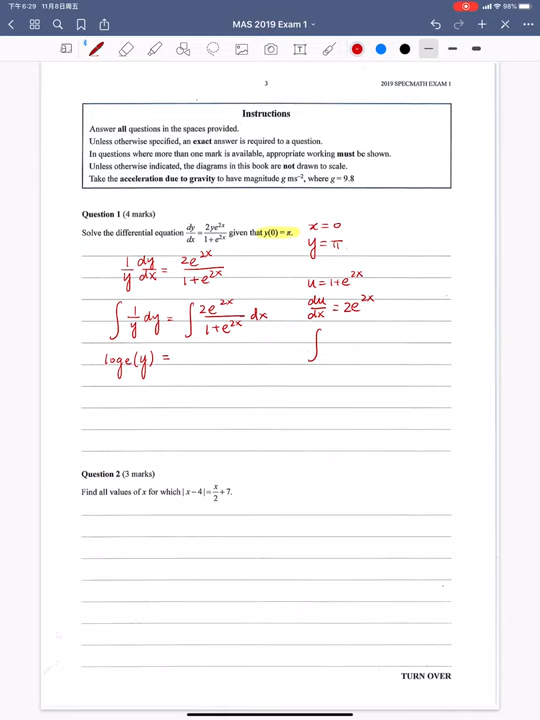 下午6:29 11月8日周五
98%
MAS 2019 Exam 1
3
2019 SPECMATH EXAM 1
Instructions
Answer all questions in the spaces provided.
Unless otherwise specified, an exact answer is required to a question.
In questions where more than one mark is available, appropriate working must be shown.
Unless otherwise indicated, the diagrams in this book are not drawn to scale.
Take the acceleration due to gravity to have magnitude g ms⁻², where g = 9.8
Question 1 (4 marks)
Solve the differential equation dy/dx = 2ye^(2x)/(1+e^(2x)) given that y(0) = π.
x = 0
y = π
1/y dy/dx = 2e^(2x)/(1+e^(2x))
u = 1+e^(2x)
du/dx = 2e^(2x)
∫ 1/y dy = ∫ 2e^(2x)/(1+e^(2x)) dx
∫
loge(y) =
Question 2 (3 marks)
Find all values of x for which |x − 4| = x/2 + 7.
TURN OVER